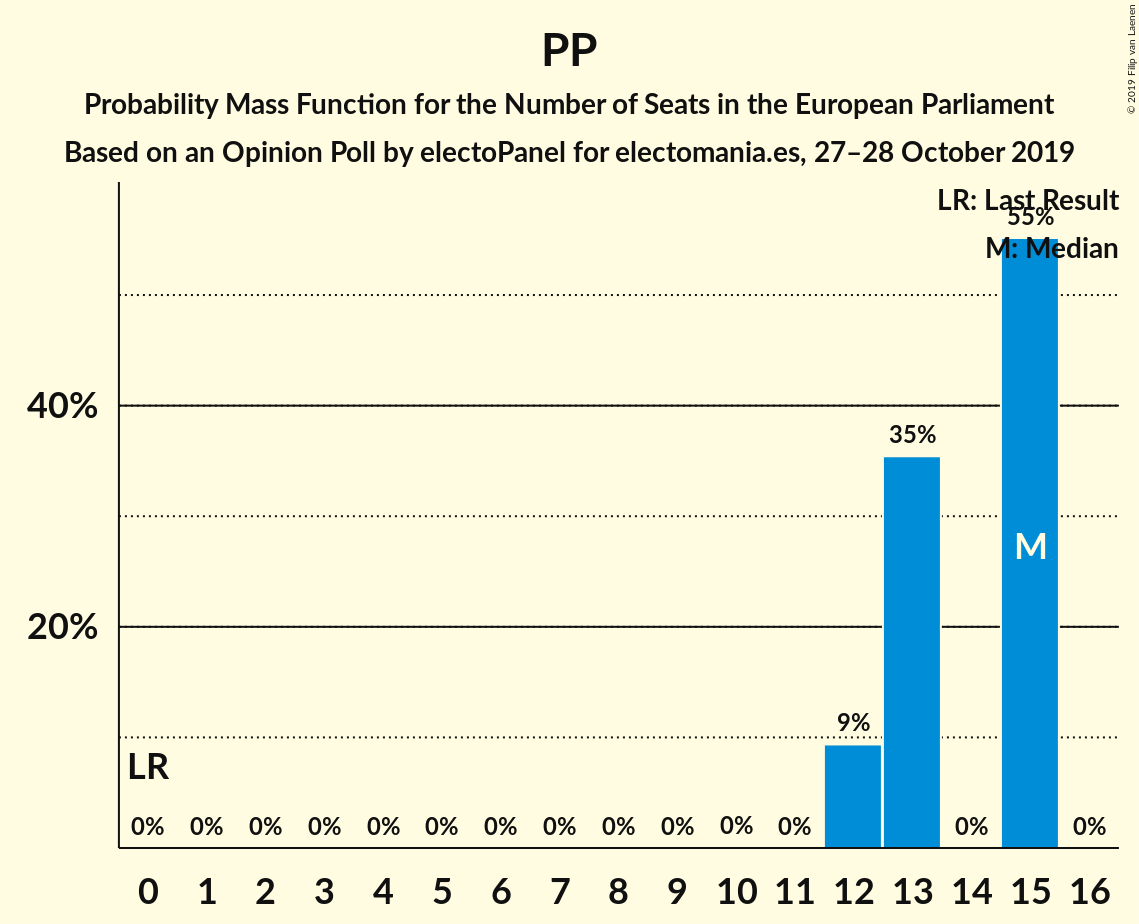 PP
Probability Mass Function for the Number of Seats in the European Parliament
Based on an Opinion Poll by electoPanel for electomania.es, 27–28 October 2019
© 2019 Filip van Laenen
LR: Last Result
55%
M: Median
40%
35%
M
20%
9%
LR
0% 0% 0% 0% 0% 0% 0% 0% 0% 0% 0% 0% 0% 0%
0 1 2 3 4 5 6 7 8 9 10 11 12 13 14 15 16